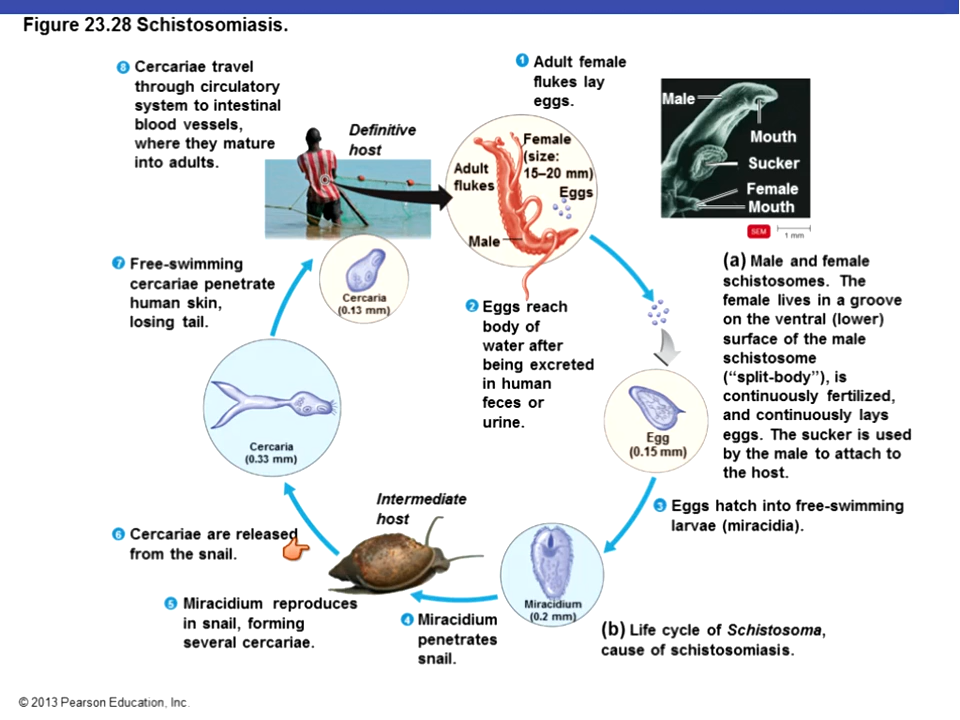 Figure 23.28 Schistosomiasis.
1 Adult female
flukes lay
eggs.
Definitive
host
Adult
flukes
Female
(size:
15–20 mm)
Eggs
Male
2 Eggs reach
body of
water after
being excreted
in human
feces or
urine.
Egg
(0.15 mm)
3 Eggs hatch into free-swimming
larvae (miracidia).
Miracidium
(0.2 mm)
4 Miracidium
penetrates
snail.
Intermediate
host
5 Miracidium reproduces
in snail, forming
several cercariae.
6 Cercariae are released
from the snail.
Cercaria
(0.33 mm)
7 Free-swimming
cercariae penetrate
human skin,
losing tail.
Cercaria
(0.13 mm)
8 Cercariae travel
through circulatory
system to intestinal
blood vessels,
where they mature
into adults.
Male
Mouth
Sucker
Female
Mouth
SEM
1 mm
(a) Male and female
schistosomes. The
female lives in a groove
on the ventral (lower)
surface of the male
schistosome
(“split-body”), is
continuously fertilized,
and continuously lays
eggs. The sucker is used
by the male to attach to
the host.
(b) Life cycle of Schistosoma,
cause of schistosomiasis.
© 2013 Pearson Education, Inc.